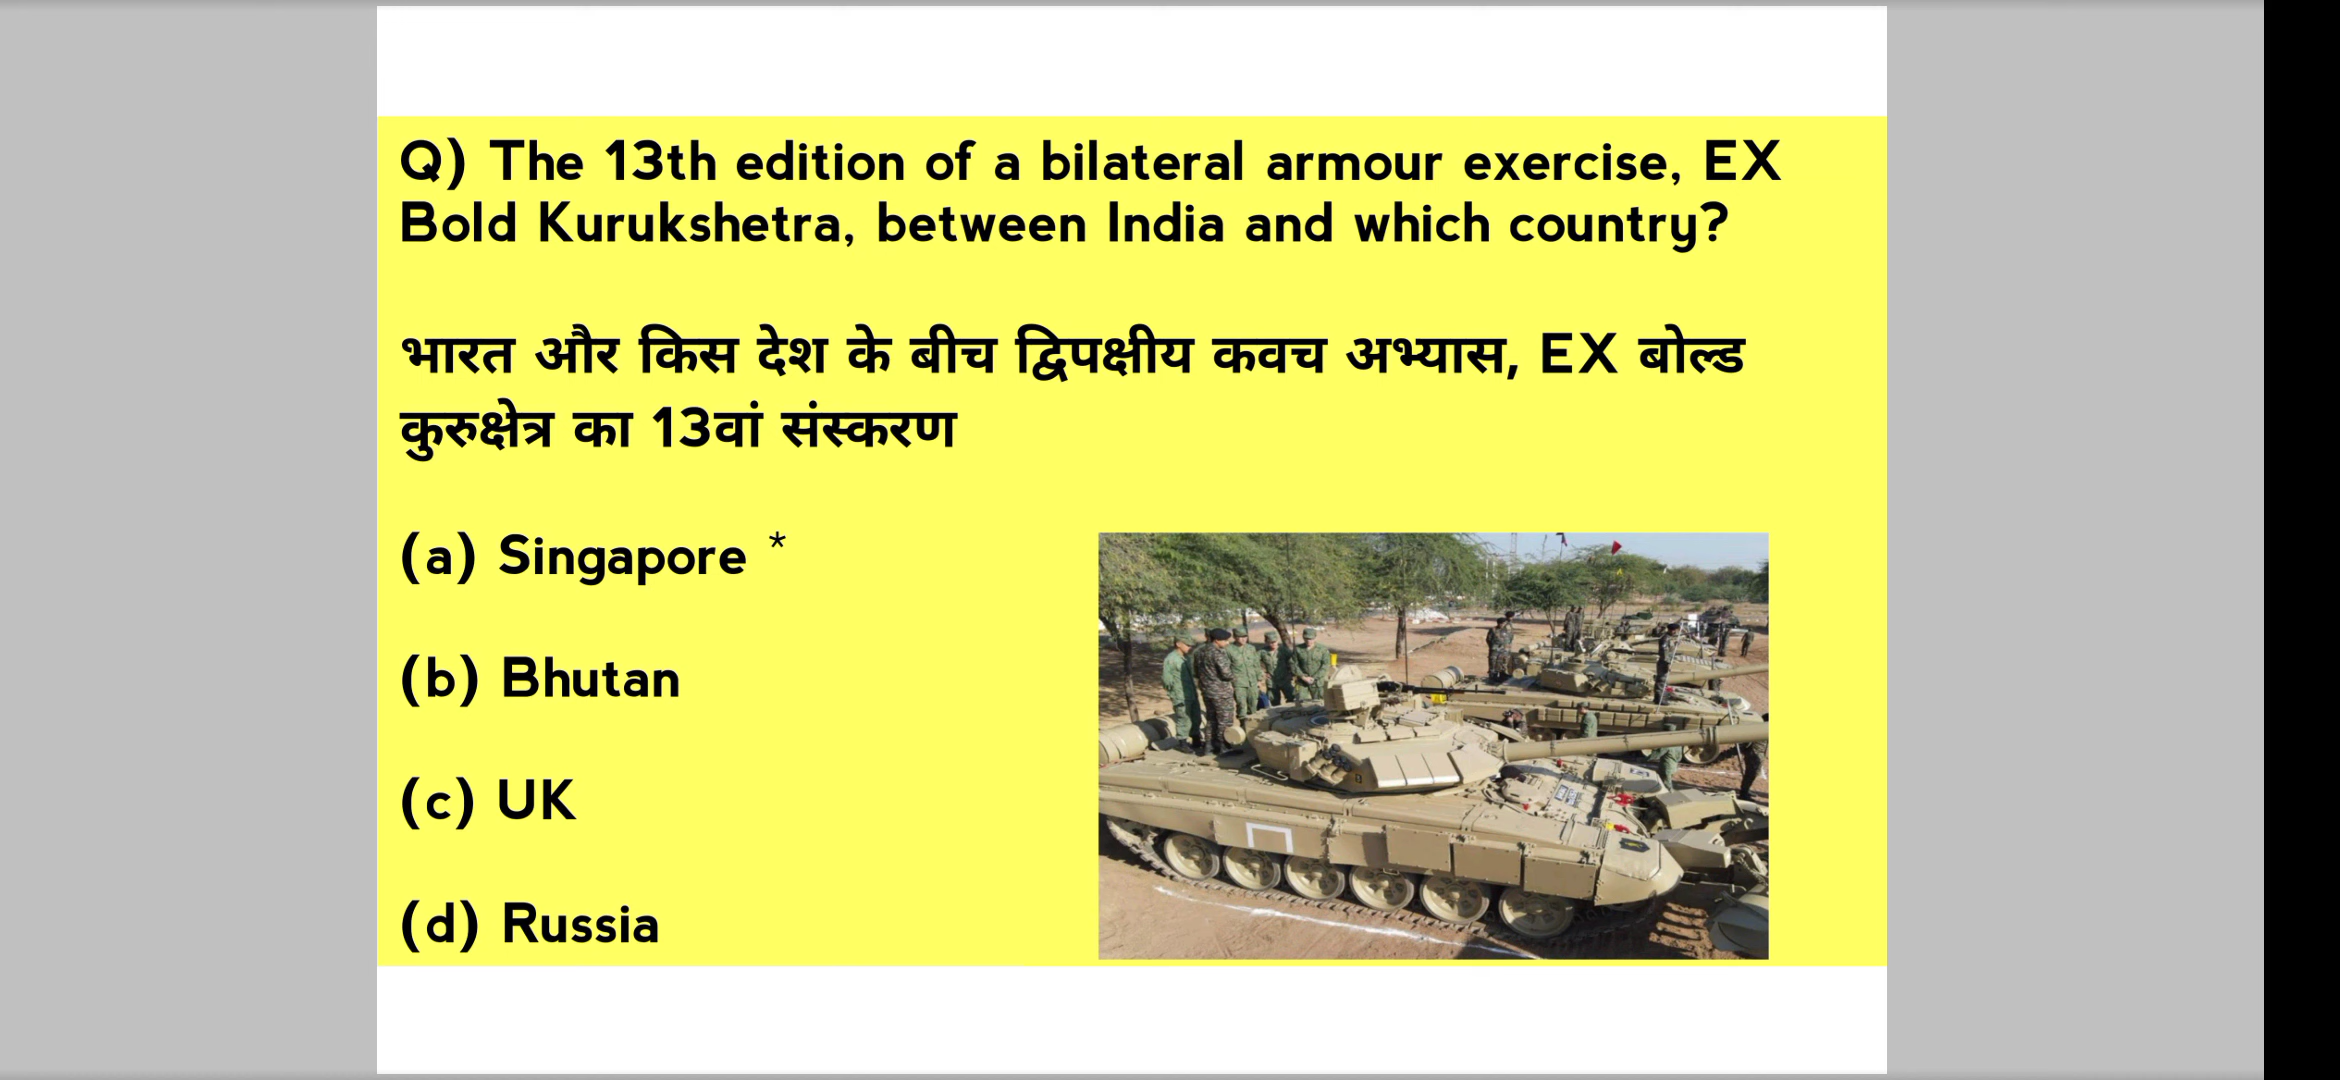 Q) The 13th edition of a bilateral armour exercise, EX
Bold Kurukshetra, between India and which country?
भारत और किस देश के बीच द्विपक्षीय कवच अभ्यास, EX बोल्ड
कुरुक्षेत्र का 13वां संस्करण
(a) Singapore *
(b) Bhutan
(c) UK
(d) Russia